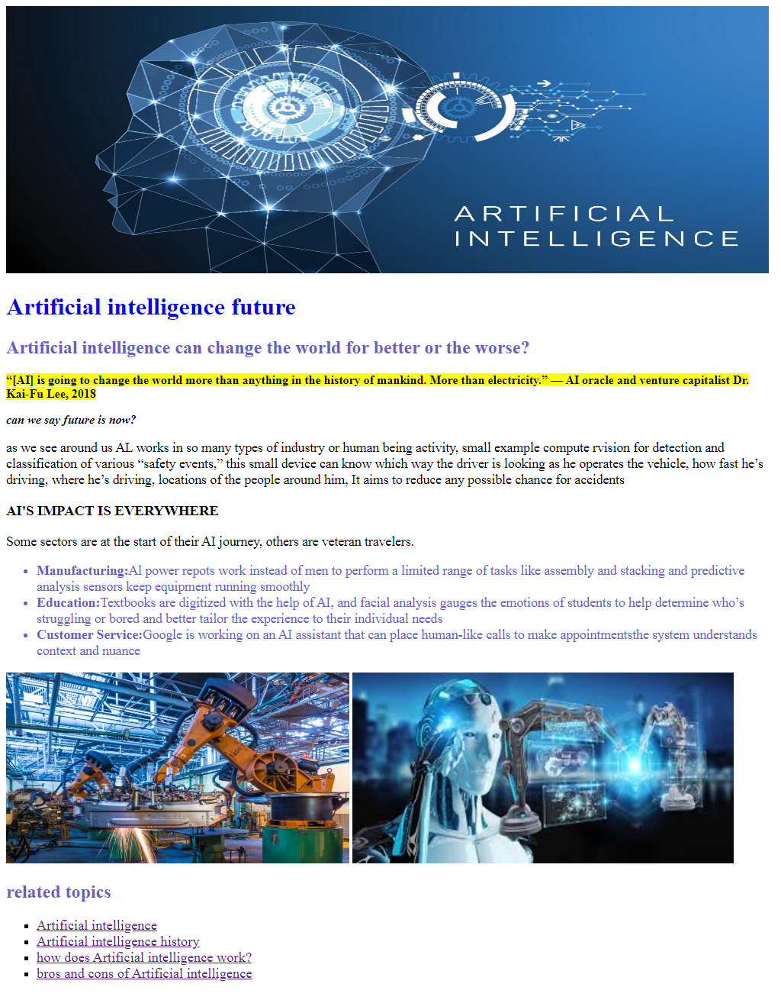 ARTIFICIAL
INTELLIGENCE
Artificial intelligence future
Artificial intelligence can change the world for better or the worse?
“[AI] is going to change the world more than anything in the history of mankind. More than electricity.” — AI oracle and venture capitalist Dr.
Kai-Fu Lee, 2018
can we say future is now?
as we see around us AL works in so many types of industry or human being activity, small example compute rvision for detection and
classification of various “safety events,” this small device can know which way the driver is looking as he operates the vehicle, how fast he’s
driving, where he’s driving, locations of the people around him, It aims to reduce any possible chance for accidents
AI'S IMPACT IS EVERYWHERE
Some sectors are at the start of their AI journey, others are veteran travelers.
Manufacturing:Al power repots work instead of men to perform a limited range of tasks like assembly and stacking and predictive
analysis sensors keep equipment running smoothly
Education:Textbooks are digitized with the help of AI, and facial analysis gauges the emotions of students to help determine who’s
struggling or bored and better tailor the experience to their individual needs
Customer Service:Google is working on an AI assistant that can place human-like calls to make appointmentsthe system understands
context and nuance
related topics
Artificial intelligence
Artificial intelligence history
how does Artificial intelligence work?
bros and cons of Artificial intelligence